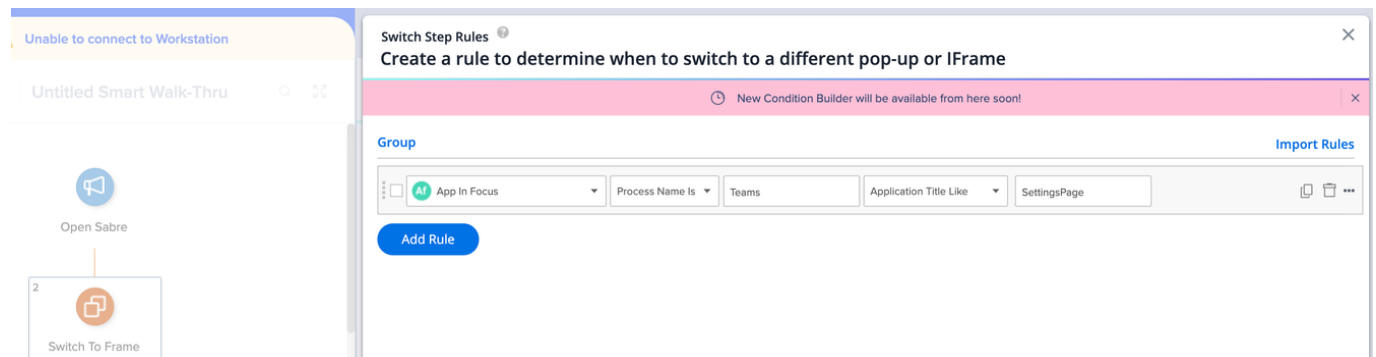 Unable to connect to Workstation
Untitled Smart Walk-Thru
Open Sabre
2
Switch To Frame
Switch Step Rules ?
Create a rule to determine when to switch to a different pop-up or IFrame
New Condition Builder will be available from here soon!
Group Import Rules
Af App In Focus Process Name Is Teams Application Title Like SettingsPage
Add Rule